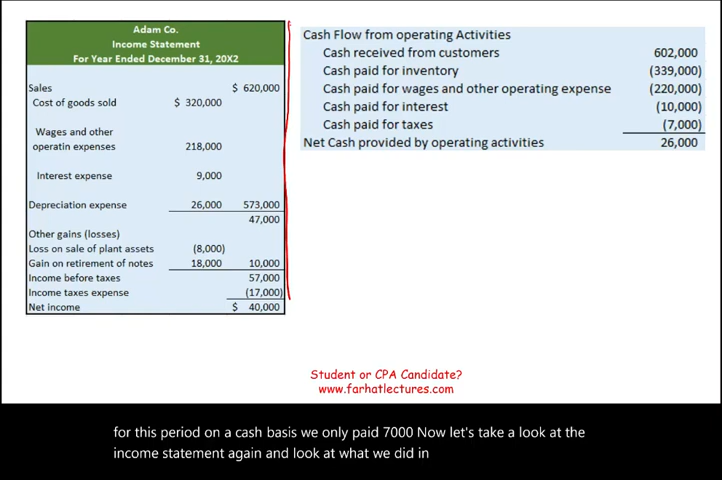 Adam Co.
Income Statement
For Year Ended December 31, 20X2
Sales $ 620,000
Cost of goods sold $ 320,000
Wages and other
operatin expenses 218,000
Interest expense 9,000
Depreciation expense 26,000 573,000
47,000
Other gains (losses)
Loss on sale of plant assets (8,000)
Gain on retirement of notes 18,000 10,000
Income before taxes 57,000
Income taxes expense (17,000)
Net income $ 40,000
Cash Flow from operating Activities
Cash received from customers 602,000
Cash paid for inventory (339,000)
Cash paid for wages and other operating expense (220,000)
Cash paid for interest (10,000)
Cash paid for taxes (7,000)
Net Cash provided by operating activities 26,000
Student or CPA Candidate?
www.farhatlectures.com
for this period on a cash basis we only paid 7000 Now let's take a look at the
income statement again and look at what we did in